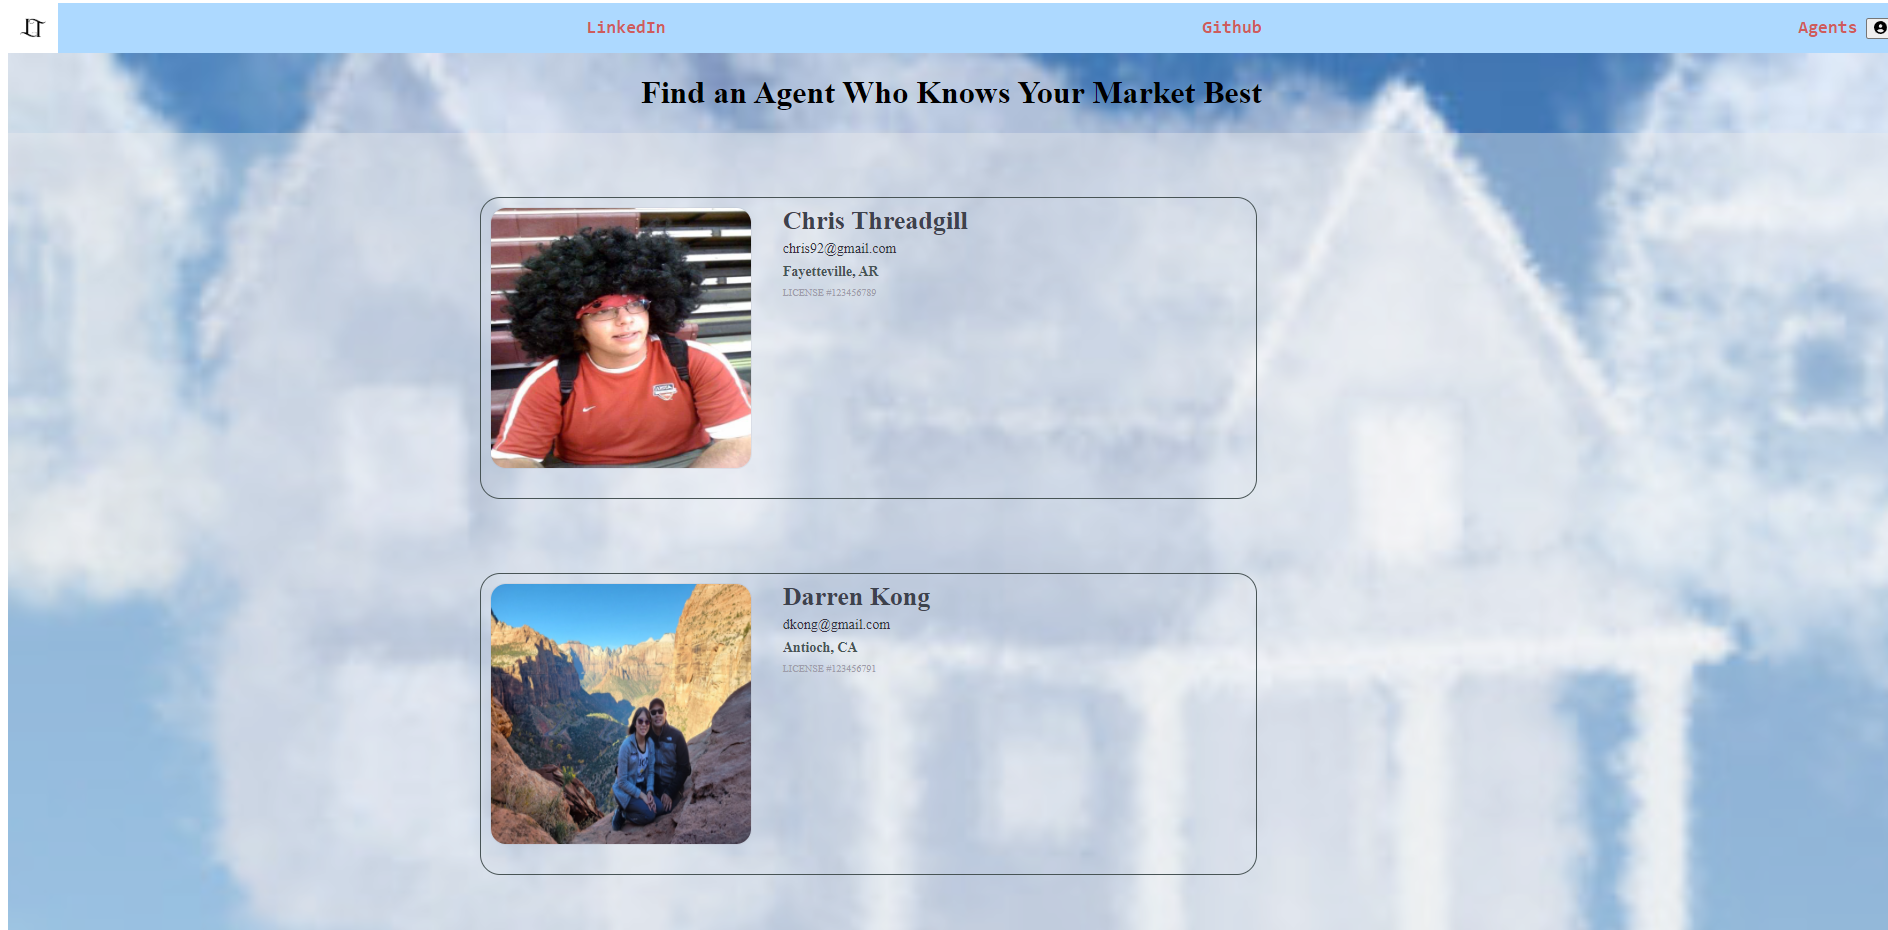 LT
LinkedIn
Github
Agents
Find an Agent Who Knows Your Market Best
Chris Threadgill
chris92@gmail.com
Fayetteville, AR
LICENSE #123456789
Darren Kong
dkong@gmail.com
Antioch, CA
LICENSE #123456791